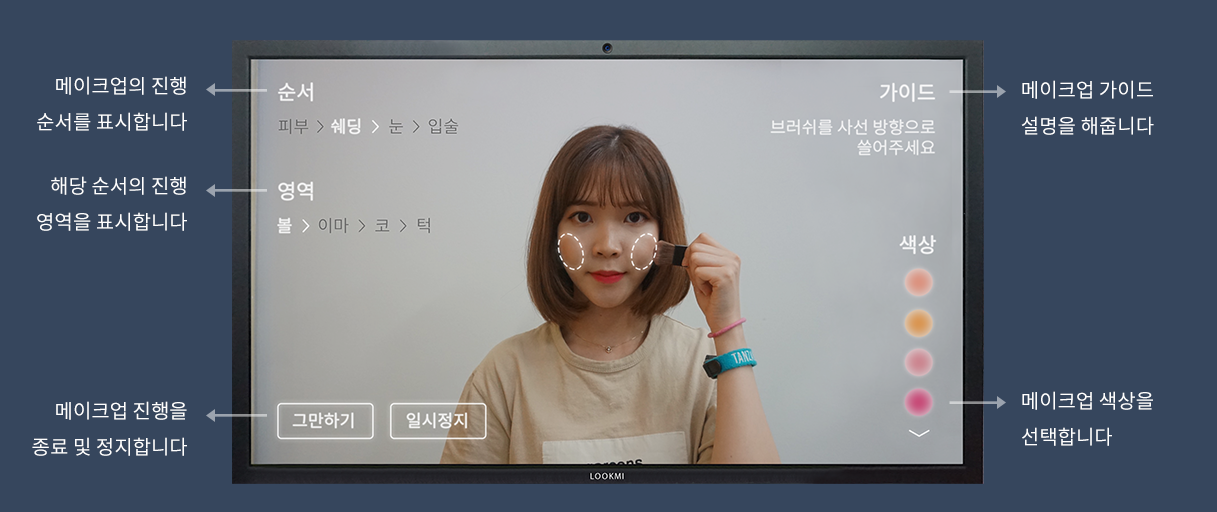 메이크업의 진행
순서를 표시합니다
해당 순서의 진행
영역을 표시합니다
메이크업 진행을
종료 및 정지합니다
순서
피부 > 쉐딩 > 눈 > 입술
영역
볼 > 이마 > 코 > 턱
그만하기
일시정지
가이드
브러쉬를 사선 방향으로
쓸어주세요
색상
TANZ
LOOKMI
메이크업 가이드
설명을 해줍니다
메이크업 색상을
선택합니다